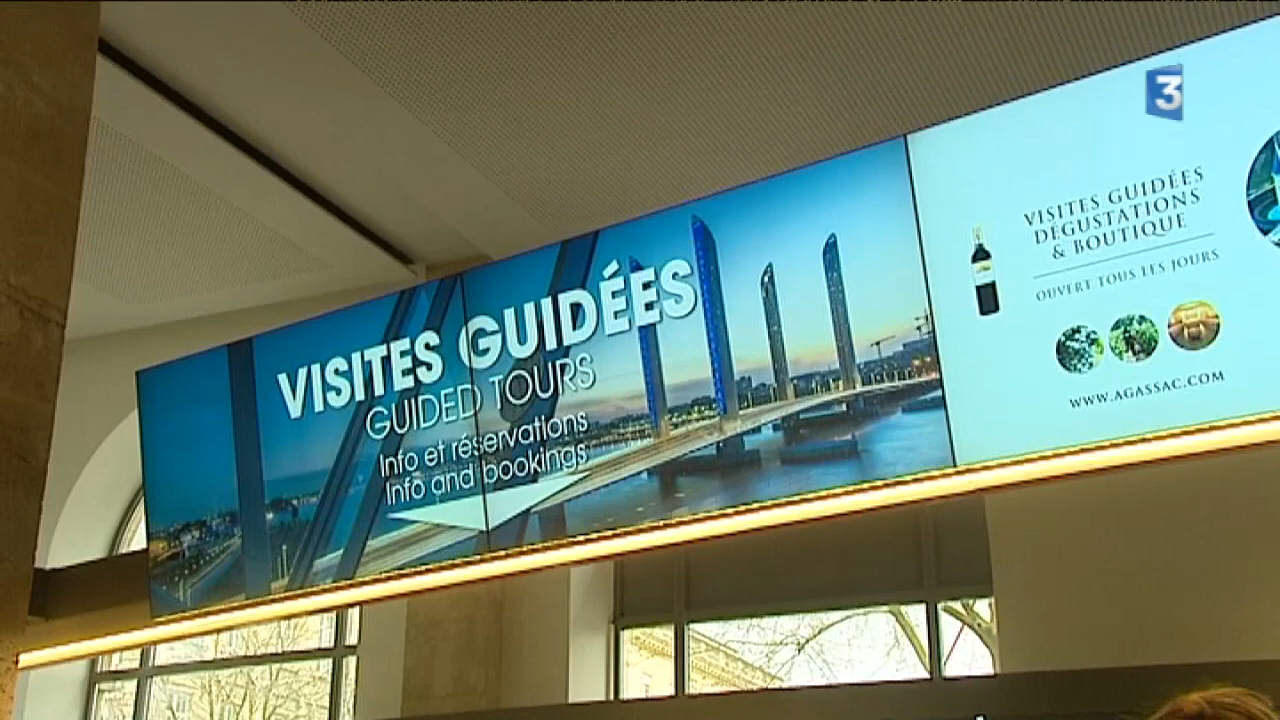 3
VISITES GUIDÉES
GUIDED TOURS
Info et réservations
Info and bookings
VISITES GUIDÉES
DÉGUSTATIONS
& BOUTIQUE
OUVERT TOUS LES JOURS
WWW.AGASSAC.COM